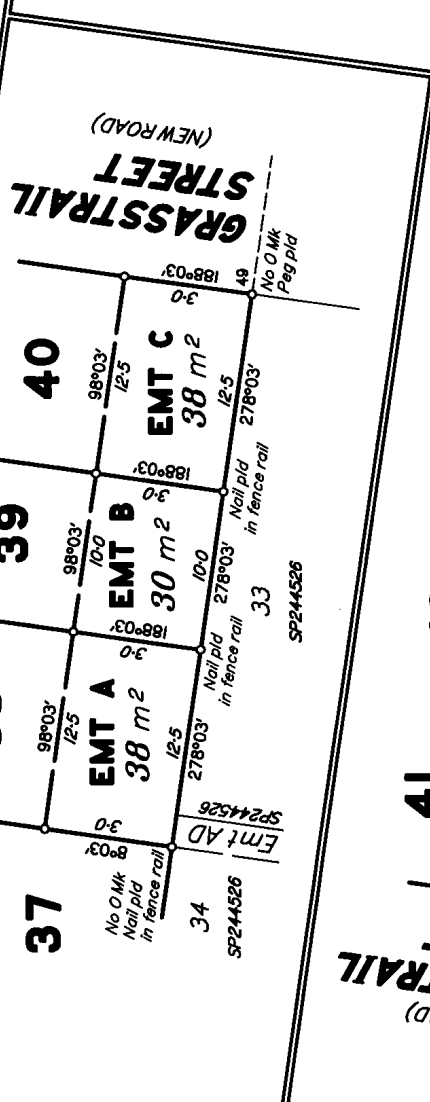 (NEW ROAD)
GRASSTRAIL
STREET
188°03'
3·0
49
No O Mk
Peg pld
40
98°03'
12·5
EMT C
38 m²
12·5
278°03'
188°03'
3·0
Nail pld
in fence rail
39
98°03'
10·0
EMT B
30 m²
10·0
278°03'
33
SP244526
188°03'
3·0
Nail pld
in fence rail
98°03'
12·5
EMT A
38 m²
12·5
278°03'
3·0
8°03'
Emt AD
SP244526
37
No O Mk
Nail pld
in fence rail
34
SP244526
41
TRAIL